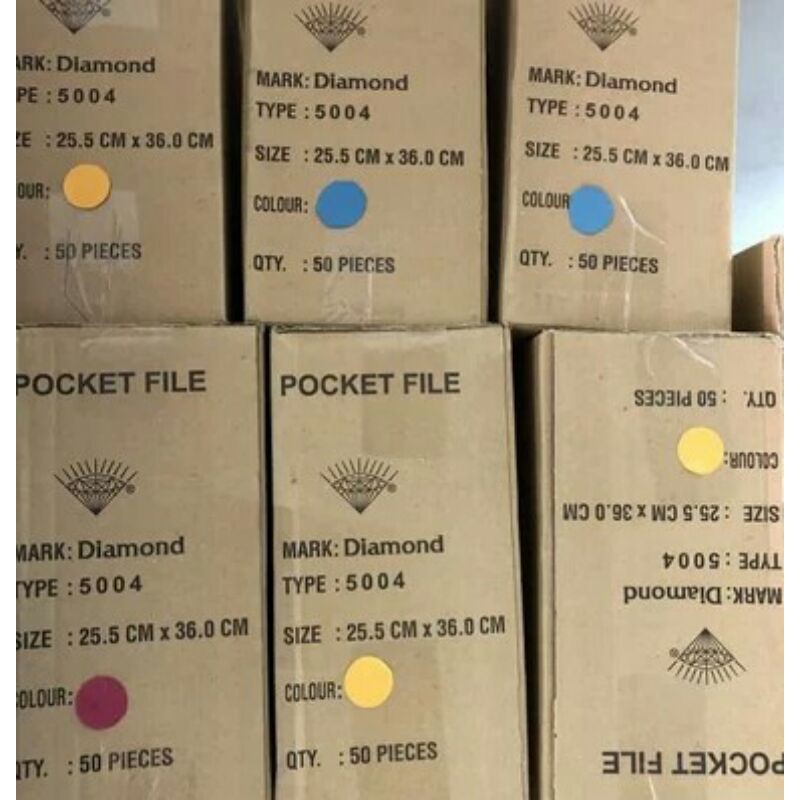 ARK: Diamond
PE : 5004
ZE : 25.5 CM x 36.0 CM
OUR:
Y. : 50 PIECES
MARK: Diamond
TYPE : 5004
SIZE : 25.5 CM x 36.0 CM
COLOUR:
QTY. : 50 PIECES
MARK: Diamond
TYPE : 5004
SIZE : 25.5 CM x 36.0 CM
COLOUR
QTY. : 50 PIECES
POCKET FILE
®
MARK: Diamond
TYPE : 5004
SIZE : 25.5 CM x 36.0 CM
COLOUR:
QTY. : 50 PIECES
POCKET FILE
®
MARK: Diamond
TYPE : 5004
SIZE : 25.5 CM x 36.0 CM
COLOUR:
QTY. : 50 PIECES
POCKET FILE
®
MARK: Diamond
TYPE : 5004
SIZE : 25.5 CM x 36.0 CM
COLOUR:
QTY. : 50 PIECES